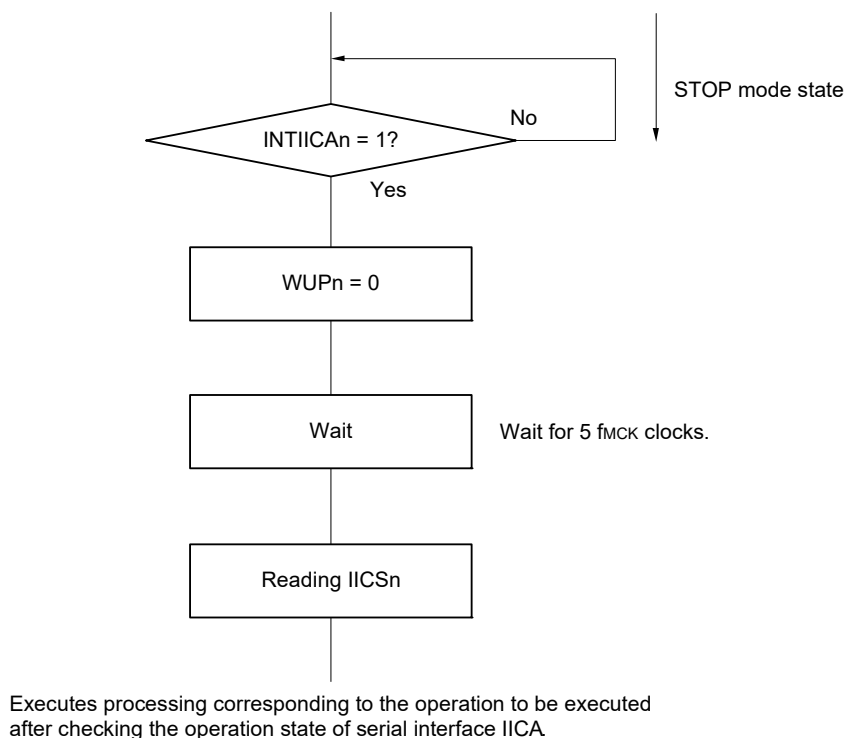 STOP mode state
No
INTIICAn = 1?
Yes
WUPn = 0
Wait
Wait for 5 fMCK clocks.
Reading IICSn
Executes processing corresponding to the operation to be executed
after checking the operation state of serial interface IICA.